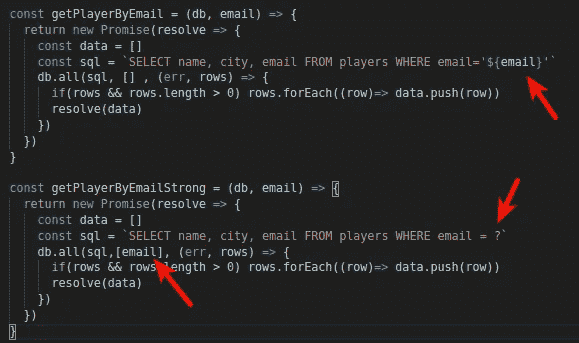 const getPlayerByEmail = (db, email) => {
return new Promise(resolve => {
const data = []
const sql = `SELECT name, city, email FROM players WHERE email='${email}'`
db.all(sql, [] , (err, rows) => {
if(rows && rows.length > 0) rows.forEach((row)=> data.push(row))
resolve(data)
})
})
}
const getPlayerByEmailStrong = (db, email) => {
return new Promise(resolve => {
const data = []
const sql = `SELECT name, city, email FROM players WHERE email = ?`
db.all(sql,[email], (err, rows) => {
if(rows && rows.length > 0) rows.forEach((row)=> data.push(row))
resolve(data)
})
})
}